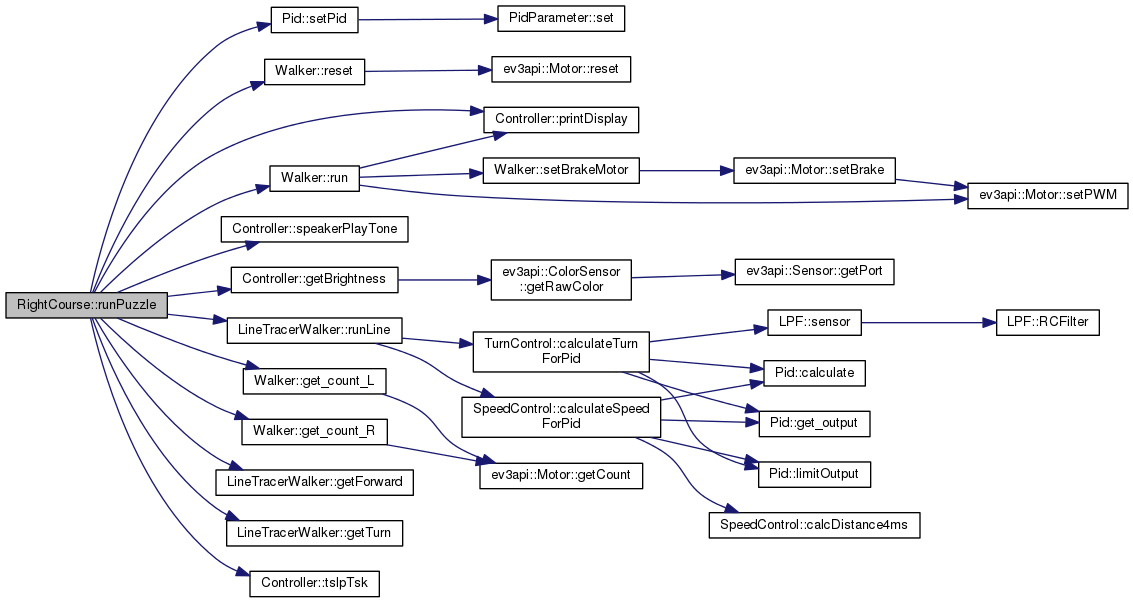 RightCourse::runPuzzle
Pid::setPid
PidParameter::set
Walker::reset
ev3api::Motor::reset
Controller::printDisplay
Walker::run
Walker::setBrakeMotor
ev3api::Motor::setBrake
ev3api::Motor::setPWM
Controller::speakerPlayTone
Controller::getBrightness
ev3api::ColorSensor
::getRawColor
ev3api::Sensor::getPort
LineTracerWalker::runLine
TurnControl::calculateTurn
ForPid
LPF::sensor
LPF::RCFilter
Pid::calculate
Walker::get_count_L
SpeedControl::calculateSpeed
ForPid
Pid::get_output
Walker::get_count_R
ev3api::Motor::getCount
Pid::limitOutput
LineTracerWalker::getForward
SpeedControl::calcDistance4ms
LineTracerWalker::getTurn
Controller::tslpTsk